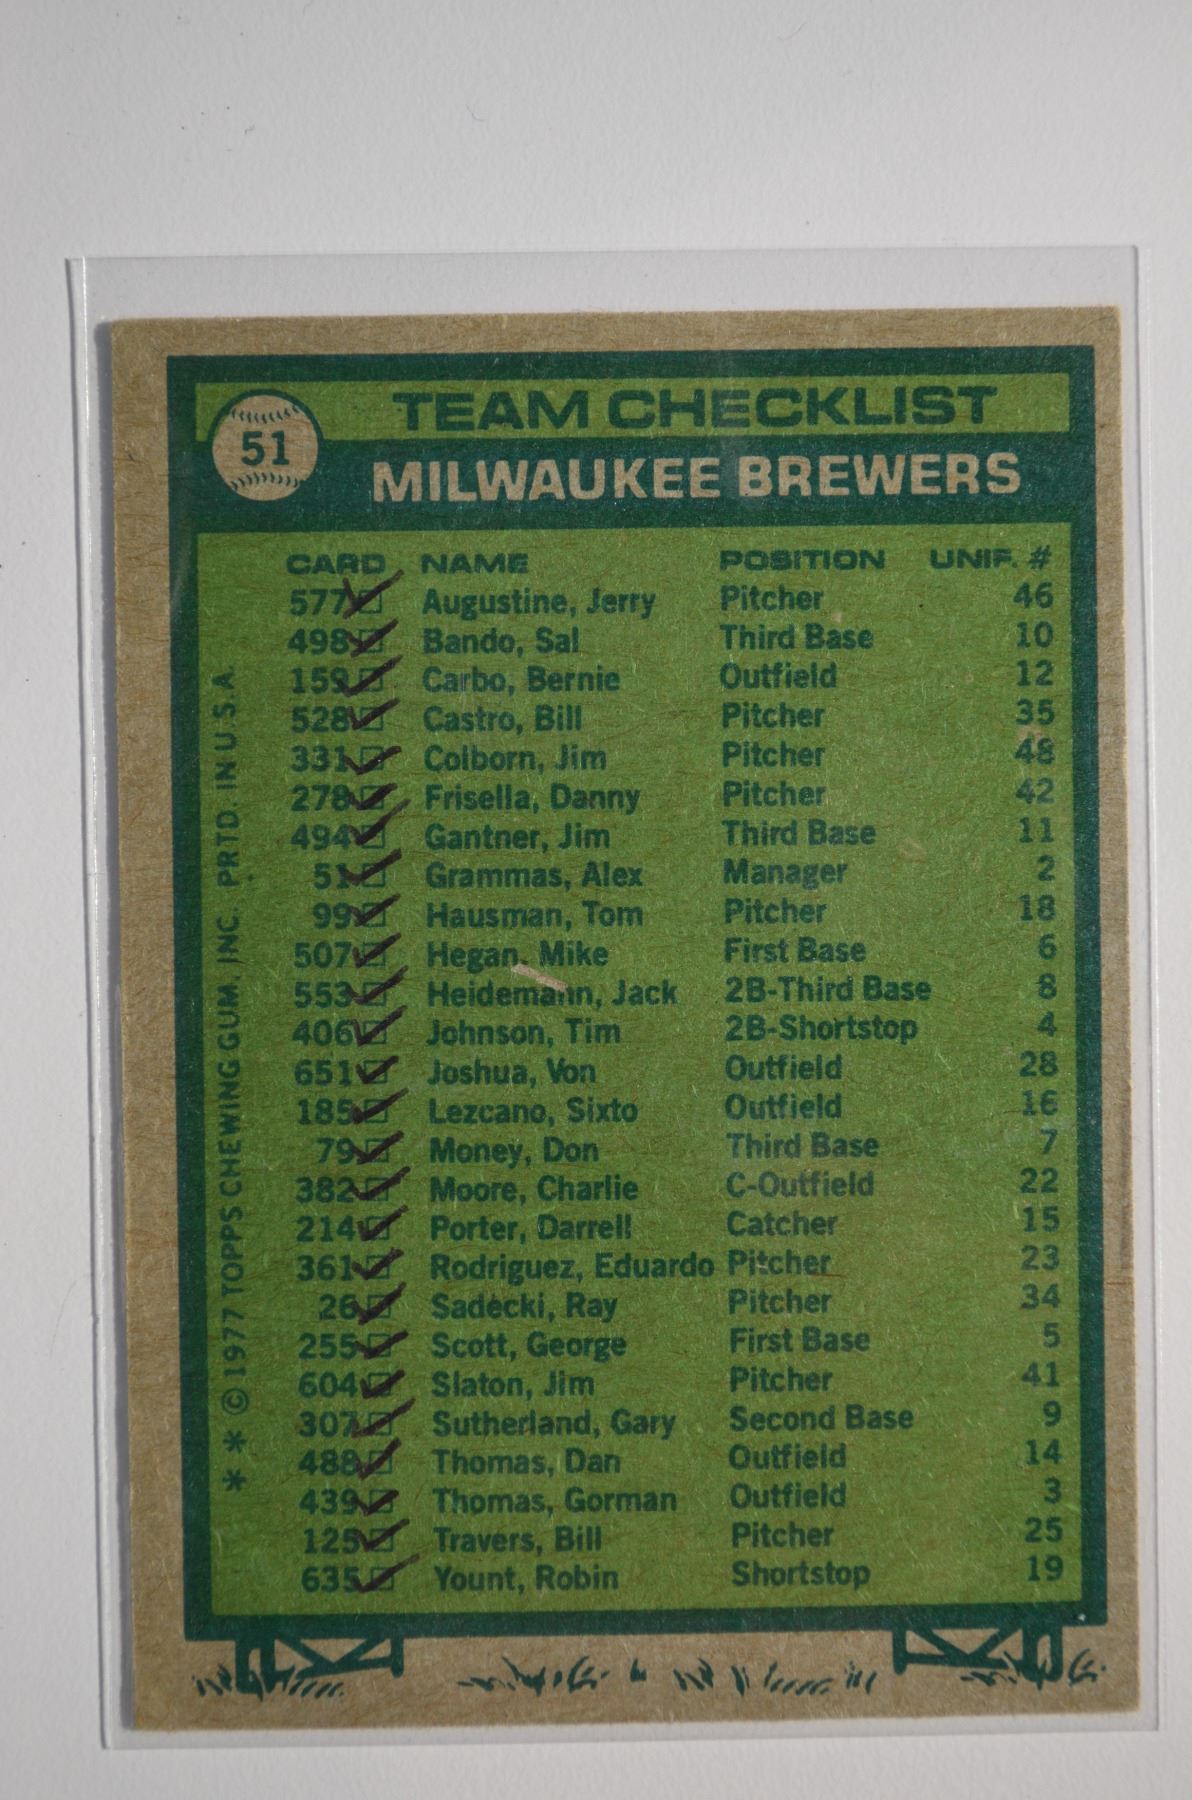 51
TEAM CHECKLIST
MILWAUKEE BREWERS
CARD NAME POSITION UNIF. #
577 Augustine, Jerry Pitcher 46
498 Bando, Sal Third Base 10
159 Carbo, Bernie Outfield 12
528 Castro, Bill Pitcher 35
331 Colborn, Jim Pitcher 48
278 Frisella, Danny Pitcher 42
494 Gantner, Jim Third Base 11
51 Grammas, Alex Manager 2
99 Hausman, Tom Pitcher 18
507 Hegan, Mike First Base 6
553 Heidemann, Jack 2B-Third Base 8
406 Johnson, Tim 2B-Shortstop 4
651 Joshua, Von Outfield 28
185 Lezcano, Sixto Outfield 16
79 Money, Don Third Base 7
382 Moore, Charlie C-Outfield 22
214 Porter, Darrell Catcher 15
361 Rodriguez, Eduardo Pitcher 23
26 Sadecki, Ray Pitcher 34
255 Scott, George First Base 5
604 Slaton, Jim Pitcher 41
307 Sutherland, Gary Second Base 9
488 Thomas, Dan Outfield 14
439 Thomas, Gorman Outfield 3
125 Travers, Bill Pitcher 25
635 Yount, Robin Shortstop 19
* * © 1977 TOPPS CHEWING GUM, INC. PRTD. IN U.S.A.